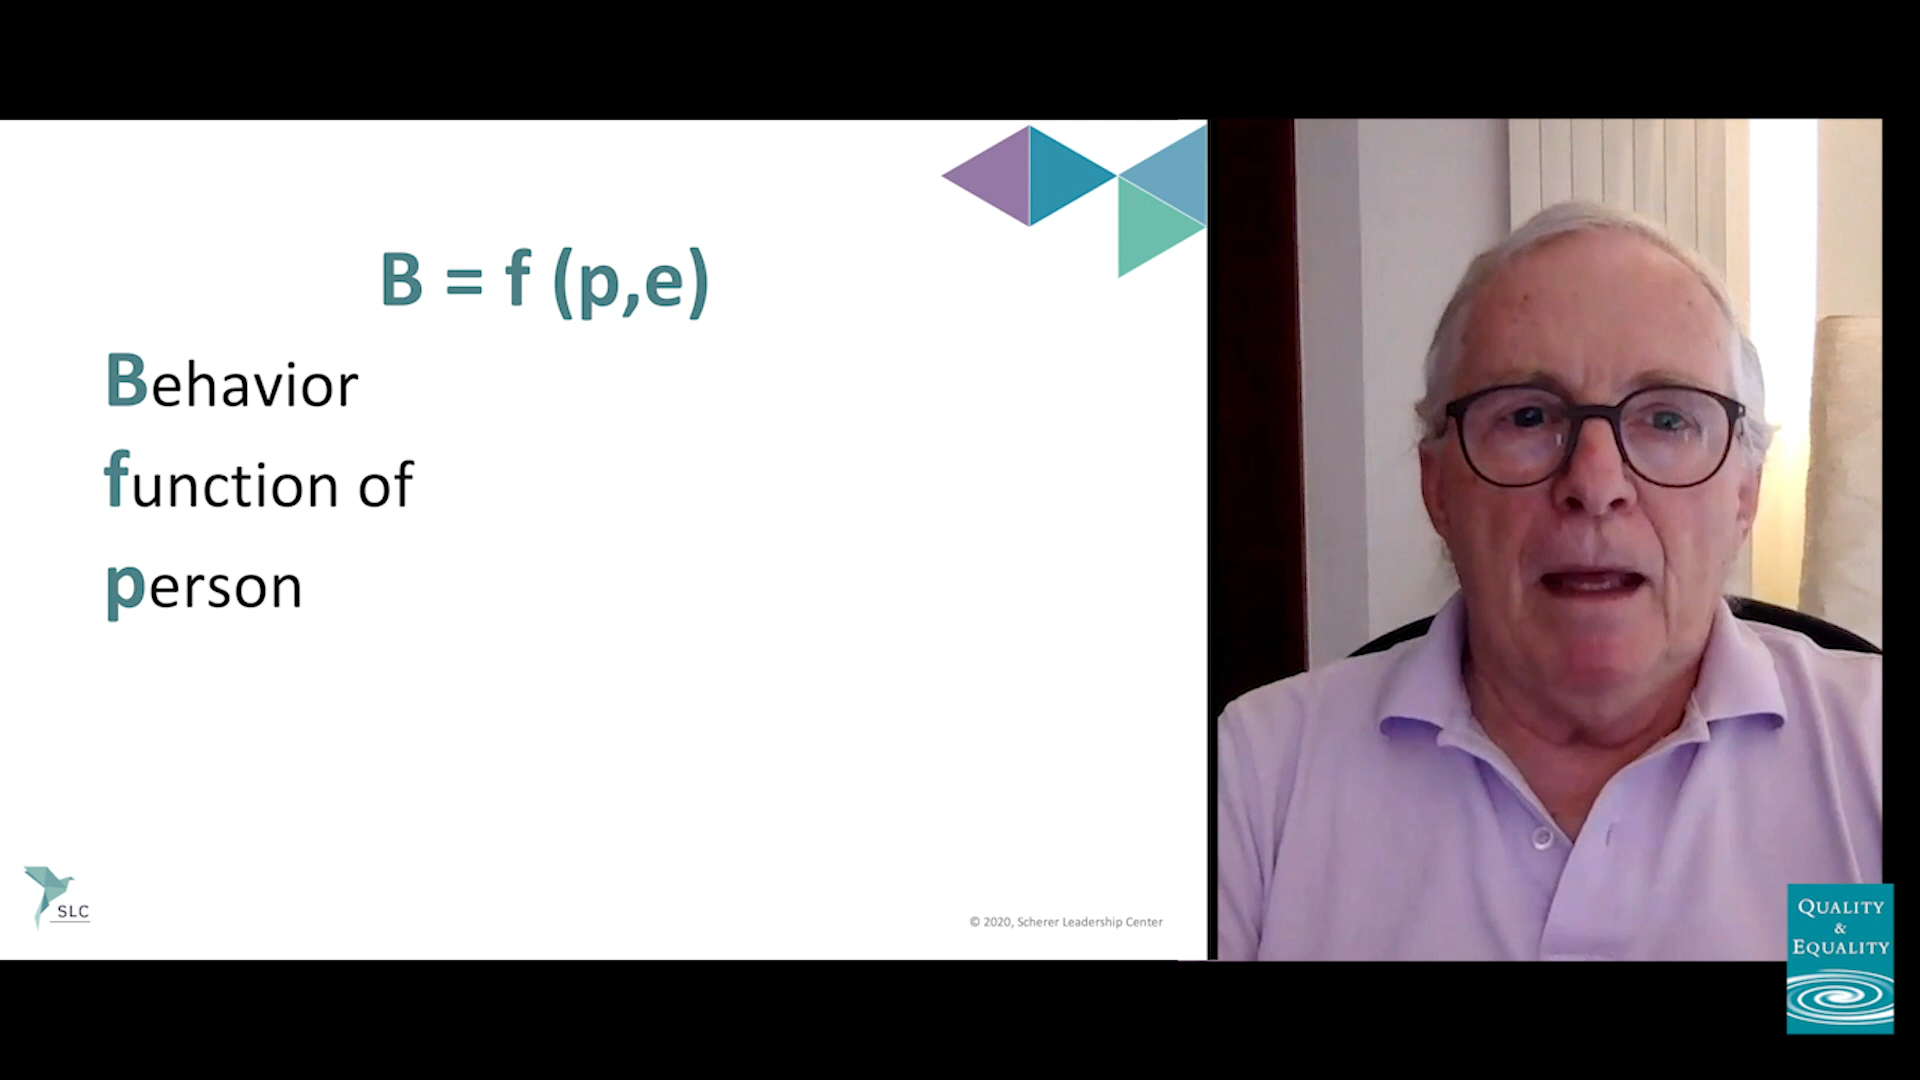 B = f (p,e)
Behavior
function of
person
SLC
© 2020, Scherer Leadership Center
QUALITY
&
EQUALITY